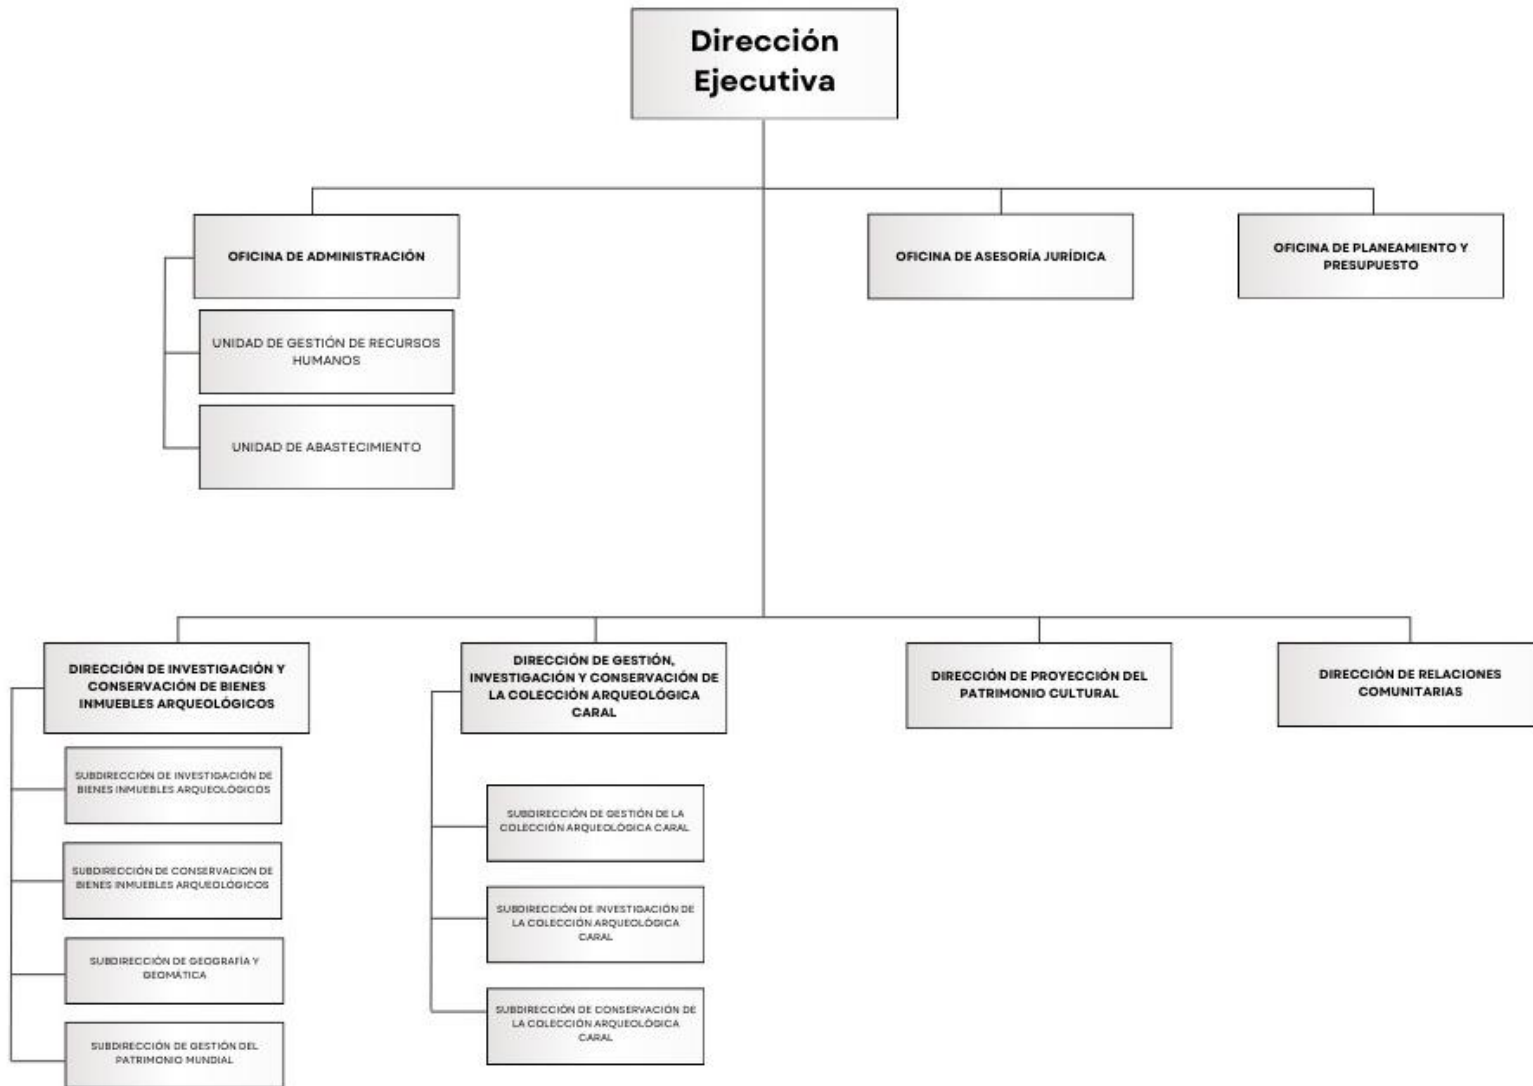 Dirección
Ejecutiva
OFICINA DE ADMINISTRACIÓN
UNIDAD DE GESTIÓN DE RECURSOS
HUMANOS
UNIDAD DE ABASTECIMIENTO
OFICINA DE ASESORÍA JURÍDICA
OFICINA DE PLANEAMIENTO Y
PRESUPUESTO
DIRECCIÓN DE INVESTIGACIÓN Y
CONSERVACIÓN DE BIENES
INMUEBLES ARQUEOLÓGICOS
SUBDIRECCIÓN DE INVESTIGACIÓN DE
BIENES INMUEBLES ARQUEOLÓGICOS
SUBDIRECCIÓN DE CONSERVACION DE
BIENES INMUEBLES ARQUEOLÓGICOS
SUBDIRECCIÓN DE GEOGRAFÍA Y
GEOMÁTICA
SUBDIRECCIÓN DE GESTIÓN DEL
PATRIMONIO MUNDIAL
DIRECCIÓN DE GESTIÓN,
INVESTIGACIÓN Y CONSERVACIÓN DE
LA COLECCIÓN ARQUEOLÓGICA
CARAL
SUBDIRECCIÓN DE GESTIÓN DE LA
COLECCIÓN ARQUEOLÓGICA CARAL
SUBDIRECCIÓN DE INVESTIGACIÓN DE
LA COLECCIÓN ARQUEOLÓGICA
CARAL
SUBDIRECCIÓN DE CONSERVACIÓN DE
LA COLECCIÓN ARQUEOLÓGICA
CARAL
DIRECCIÓN DE PROYECCIÓN DEL
PATRIMONIO CULTURAL
DIRECCIÓN DE RELACIONES
COMUNITARIAS